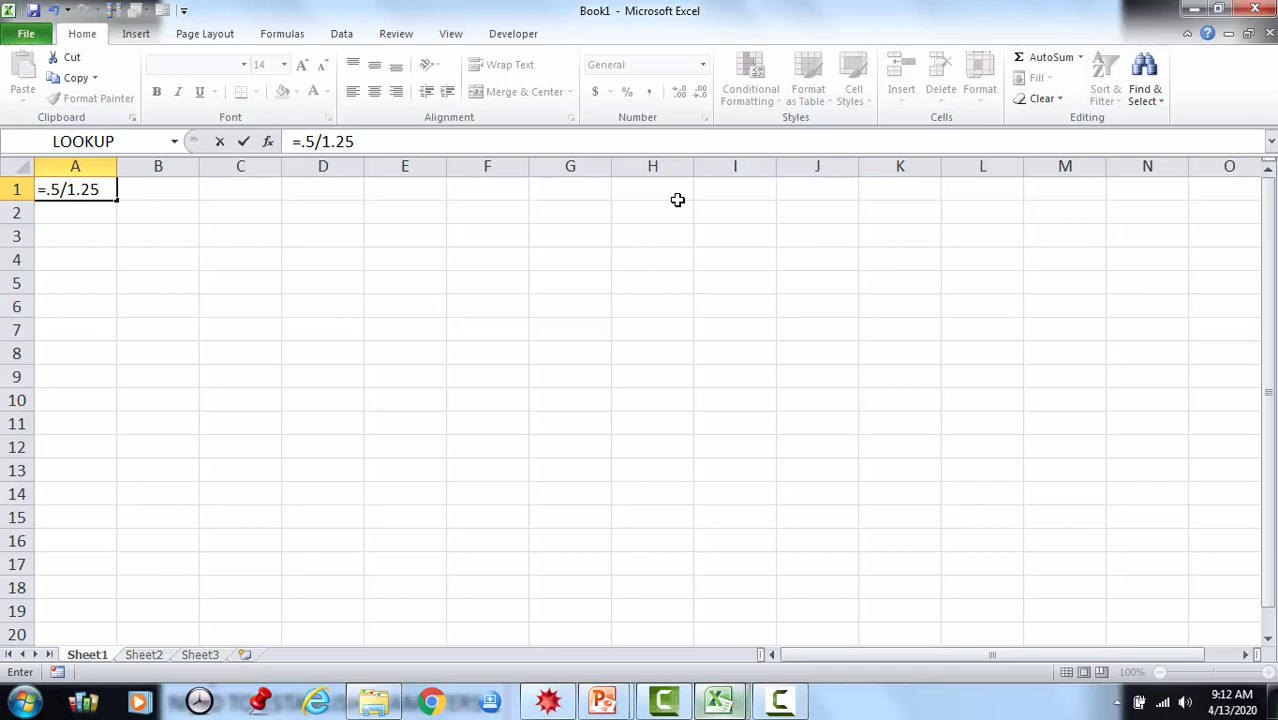 Book1 - Microsoft Excel
File Home Insert Page Layout Formulas Data Review View Developer
Cut
Copy
Format Painter
Paste
Clipboard
14
B I U A A A
Font
Wrap Text
Merge & Center
Alignment
General
$ % , .0 .00
Number
Conditional Formatting
Format as Table
Cell Styles
Styles
Insert
Delete
Format
Cells
Σ AutoSum
Fill
Clear
Sort & Filter
Find & Select
Editing
LOOKUP fx =.5/1.25
A B C D E F G H I J K L M N O
1 =.5/1.25
2
3
4
5
6
7
8
9
10
11
12
13
14
15
16
17
18
19
20
Sheet1 Sheet2 Sheet3
Enter 100%
9:12 AM
4/13/2020